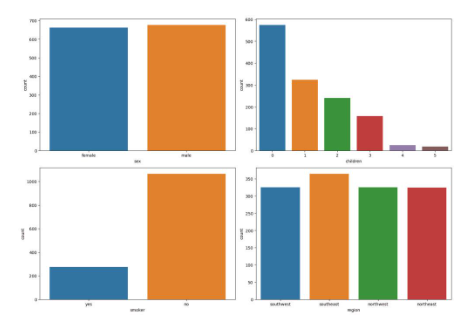 700
600
500
400
300
200
100
0
count
female
male
sex
600
500
400
300
200
100
0
count
0
1
2
3
4
5
children
1000
800
600
400
200
0
count
yes
no
smoker
350
300
250
200
150
100
50
0
count
southwest
southeast
northwest
northeast
region